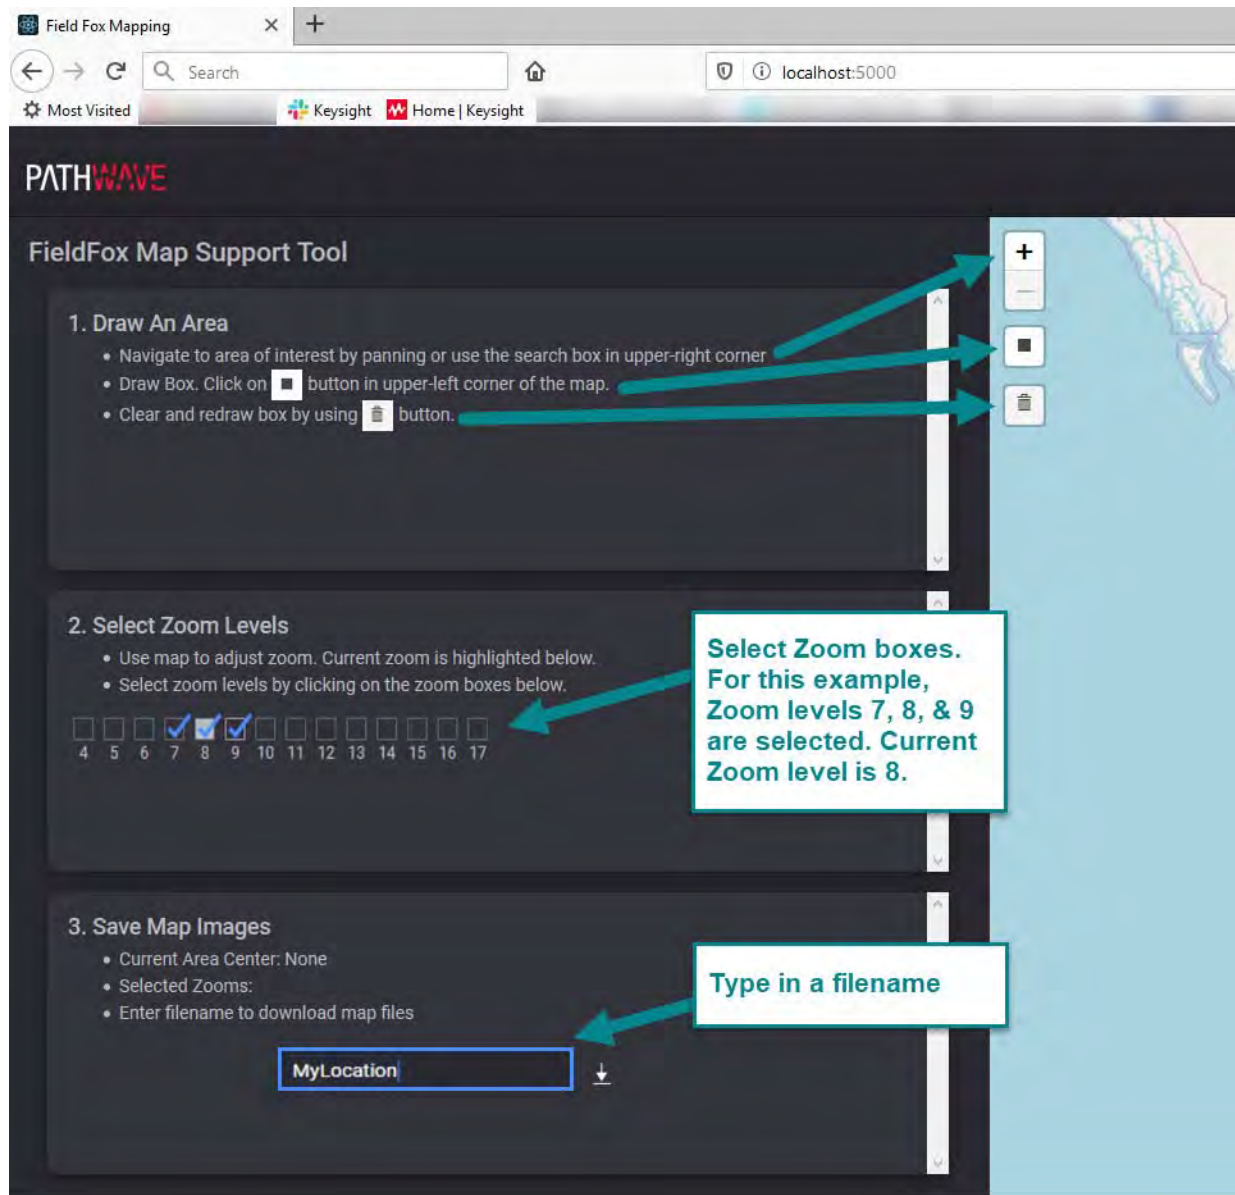 Field Fox Mapping
Search
localhost:5000
Most Visited
Keysight
Home | Keysight
PATHWAVE
FieldFox Map Support Tool
1. Draw An Area
• Navigate to area of interest by panning or use the search box in upper-right corner
• Draw Box. Click on button in upper-left corner of the map.
• Clear and redraw box by using button.
2. Select Zoom Levels
• Use map to adjust zoom. Current zoom is highlighted below.
• Select zoom levels by clicking on the zoom boxes below.
4 5 6 7 8 9 10 11 12 13 14 15 16 17
Select Zoom boxes.
For this example,
Zoom levels 7, 8, & 9
are selected. Current
Zoom level is 8.
3. Save Map Images
• Current Area Center: None
• Selected Zooms:
• Enter filename to download map files
Type in a filename
MyLocation